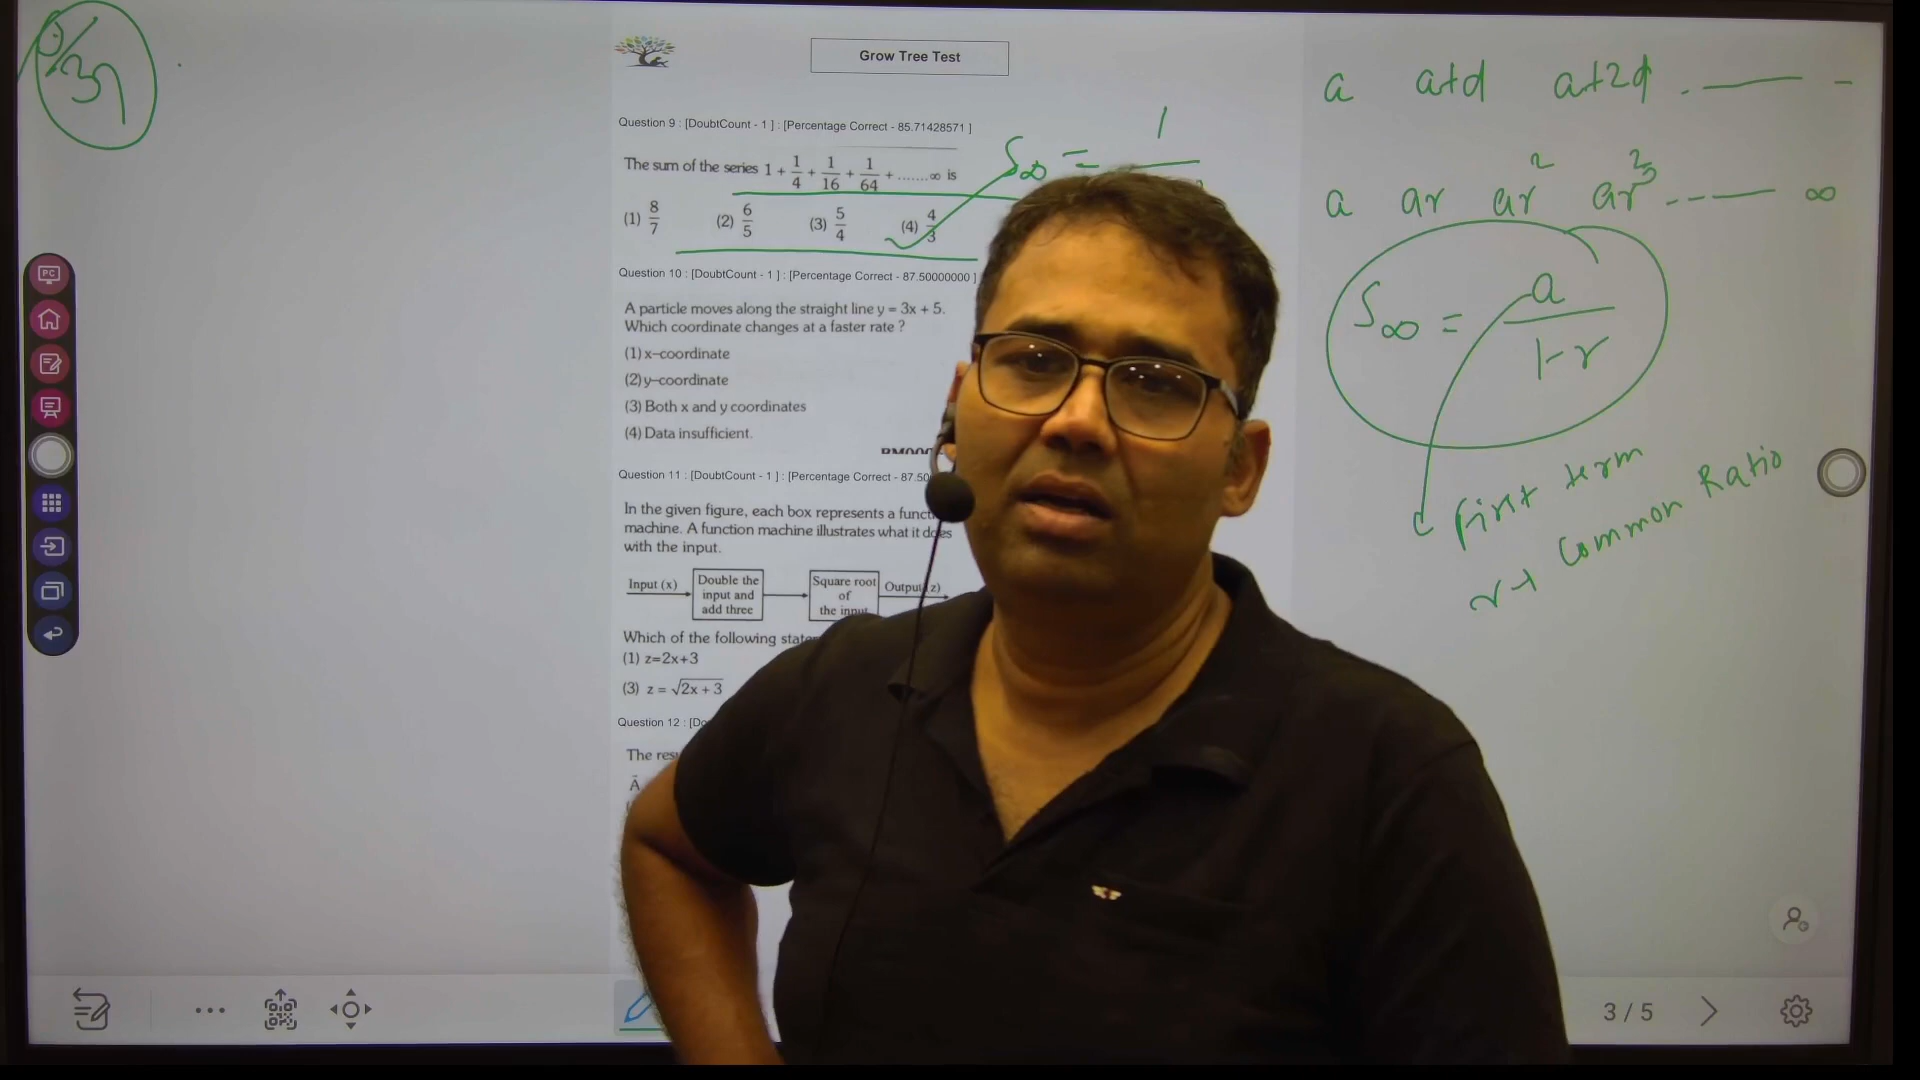 Grow Tree Test
Question 9 : [DoubtCount - 1 ] : [Percentage Correct - 85.71428571 ]
The sum of the series 1 + 1/4 + 1/16 + 1/64 + .......∞ is
(1) 8/7 (2) 6/5 (3) 5/4 (4) 4/3
S∞ = 1
Question 10 : [DoubtCount - 1 ] : [Percentage Correct - 87.50000000 ]
A particle moves along the straight line y = 3x + 5.
Which coordinate changes at a faster rate ?
(1) x–coordinate
(2) y–coordinate
(3) Both x and y coordinates
(4) Data insufficient.
Question 11 : [DoubtCount - 1 ] : [Percentage Correct - 87.50
In the given figure, each box represents a
machine. A function machine illustrates what it does
with the input.
Input (x)
Double the
input and
add three
Square root
of
the input
Output(z)
Which of the following
(1) z=2x+3
(3) z = √2x + 3
Question 12 :
The
Ā
a a+d a+2d . ——— -
a ar ar² ar³ ---—— ∞
S∞ = a/1-r
first term
r → Common Ratio
PC
3 / 5